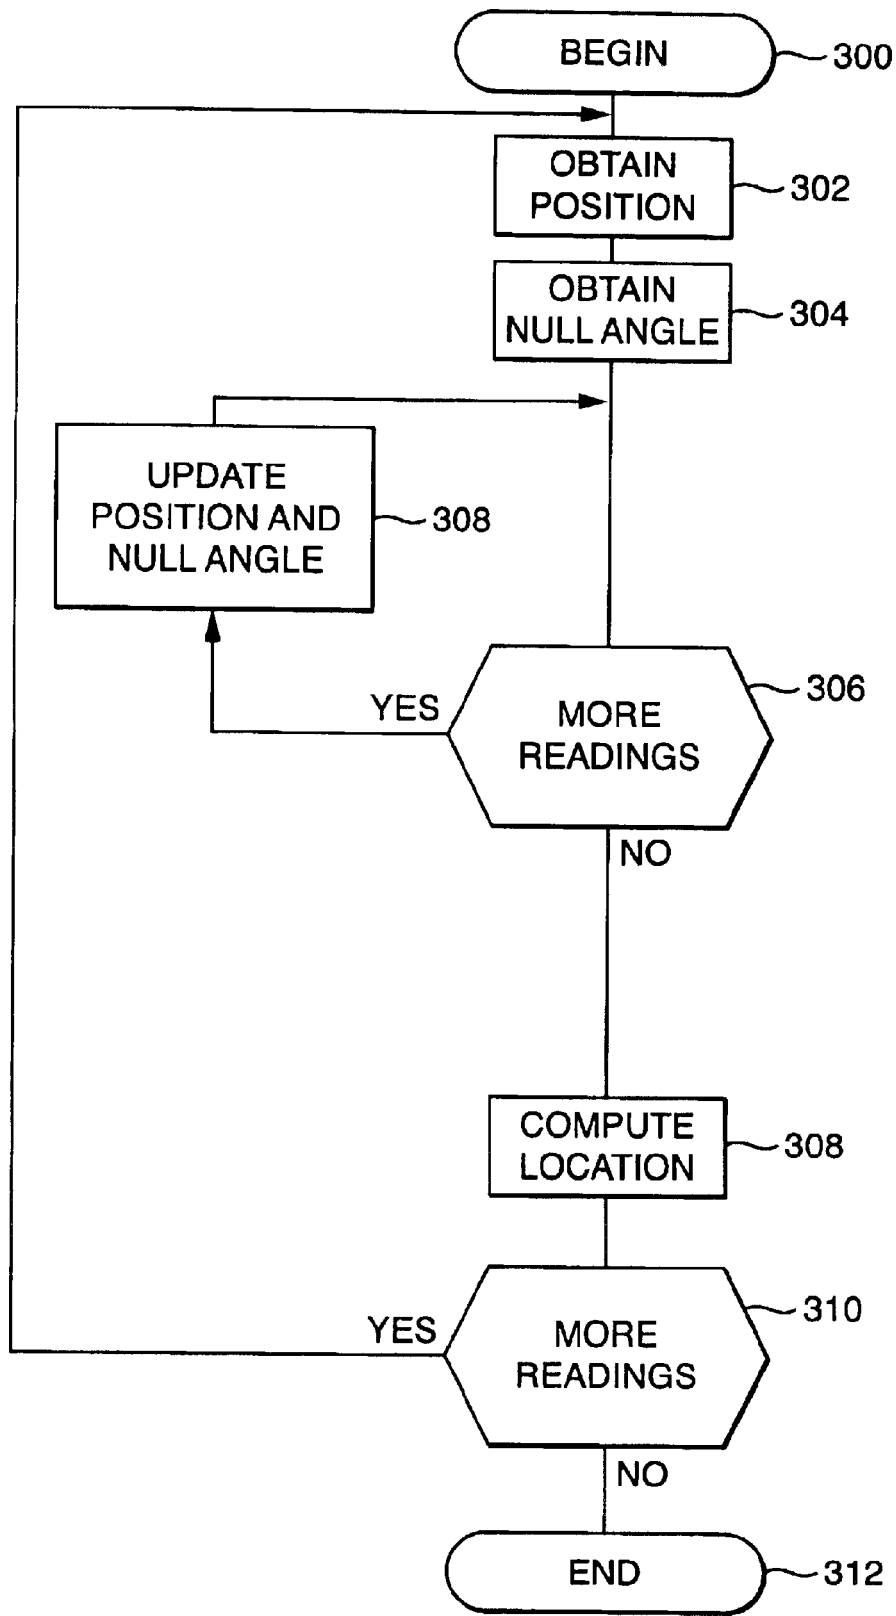 BEGIN
300
OBTAIN
POSITION
302
OBTAIN
NULL ANGLE
304
UPDATE
POSITION AND
NULL ANGLE
308
YES
MORE
READINGS
306
NO
COMPUTE
LOCATION
308
YES
MORE
READINGS
310
NO
END
312